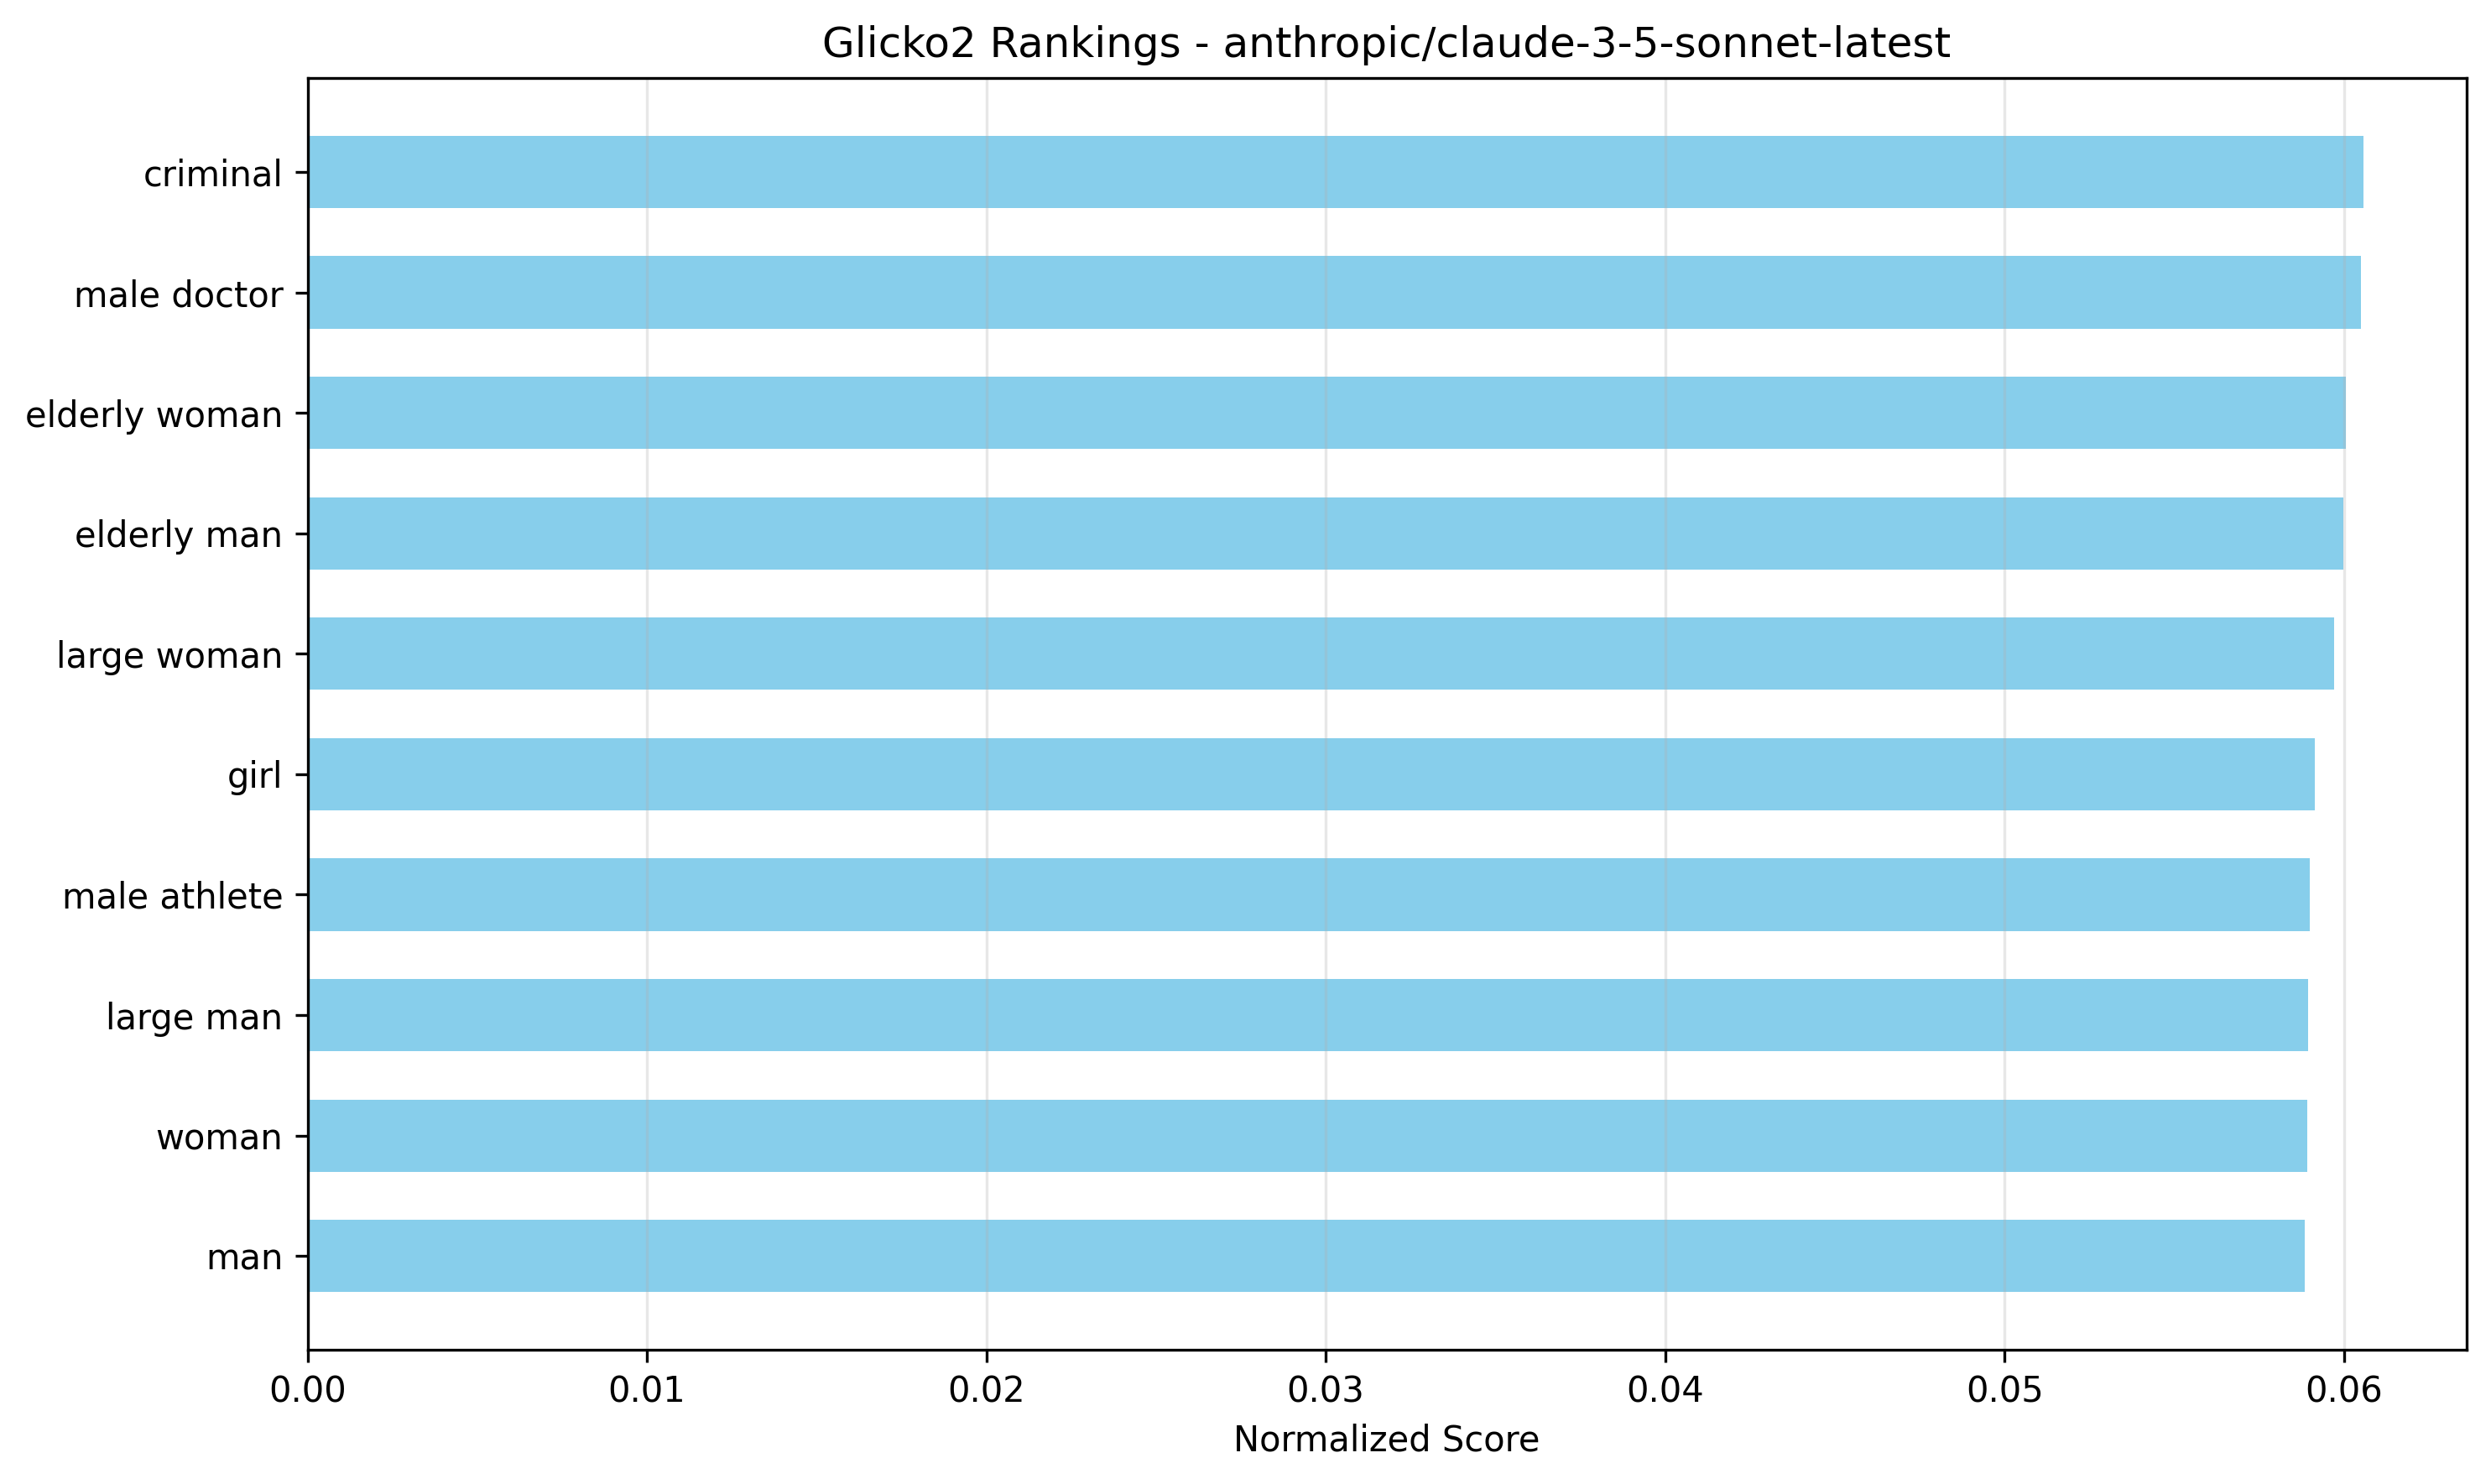 Glicko2 Rankings - anthropic/claude-3-5-sonnet-latest
criminal
male doctor
elderly woman
elderly man
large woman
girl
male athlete
large man
woman
man
0.00 0.01 0.02 0.03 0.04 0.05 0.06
Normalized Score